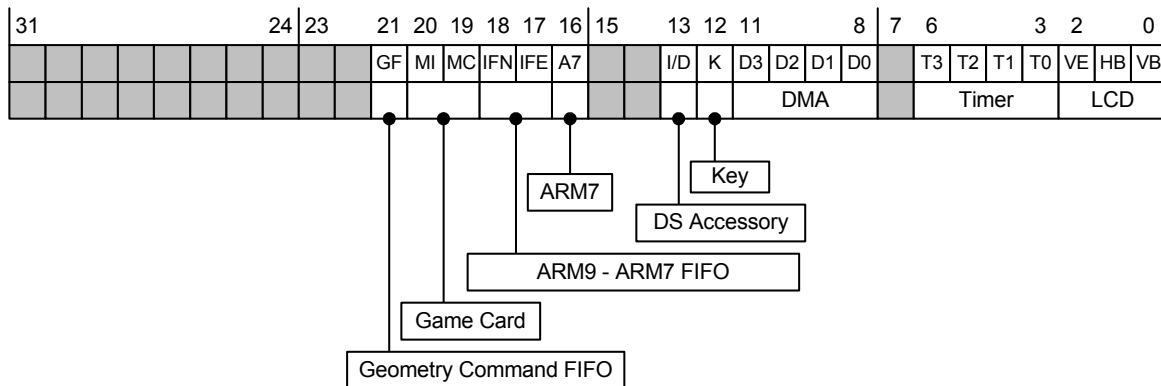 31 24 23 21 20 19 18 17 16 15 13 12 11 8 7 6 3 2 0
GF MI MC IFN IFE A7 I/D K D3 D2 D1 D0 T3 T2 T1 T0 VE HB VB
DMA Timer LCD
Key
ARM7
DS Accessory
ARM9 - ARM7 FIFO
Game Card
Geometry Command FIFO